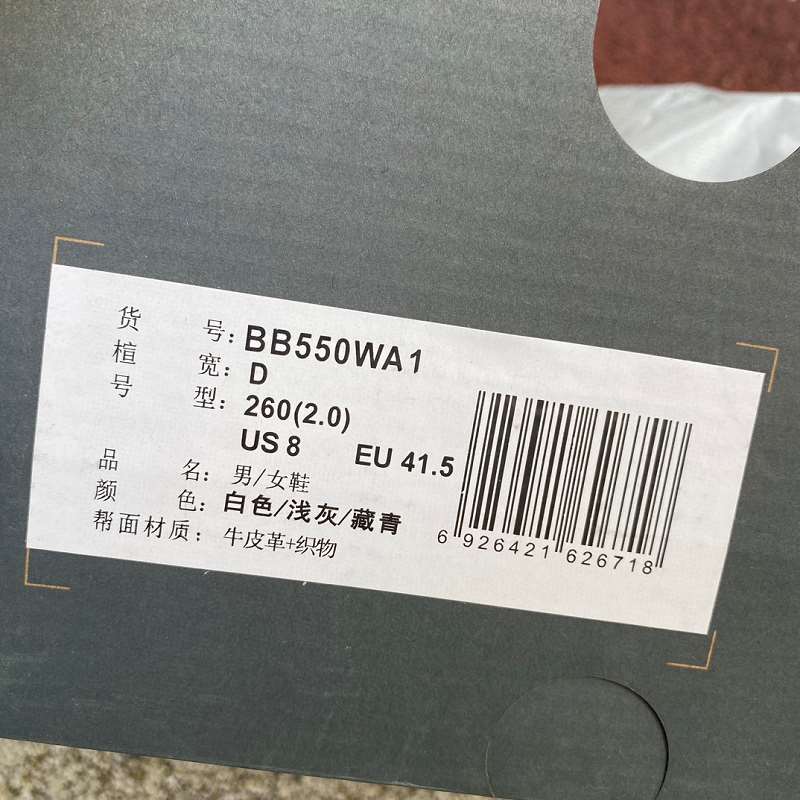 货号：BB550WA1
楦宽：D
号型：260(2.0)
US 8 EU 41.5
品名：男/女鞋
颜色：白色/浅灰/藏青
帮面材质：牛皮革+织物
6 926421 626718